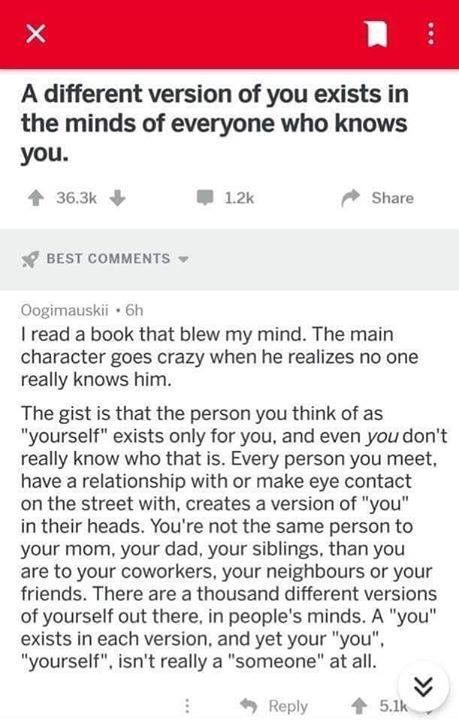 A different version of you exists in
the minds of everyone who knows
you.
36.3k
1.2k
Share
BEST COMMENTS
Oogimauskii • 6h
I read a book that blew my mind. The main
character goes crazy when he realizes no one
really knows him.
The gist is that the person you think of as
"yourself" exists only for you, and even you don't
really know who that is. Every person you meet,
have a relationship with or make eye contact
on the street with, creates a version of "you"
in their heads. You're not the same person to
your mom, your dad, your siblings, than you
are to your coworkers, your neighbours or your
friends. There are a thousand different versions
of yourself out there, in people's minds. A "you"
exists in each version, and yet your "you",
"yourself", isn't really a "someone" at all.
Reply
5.1k